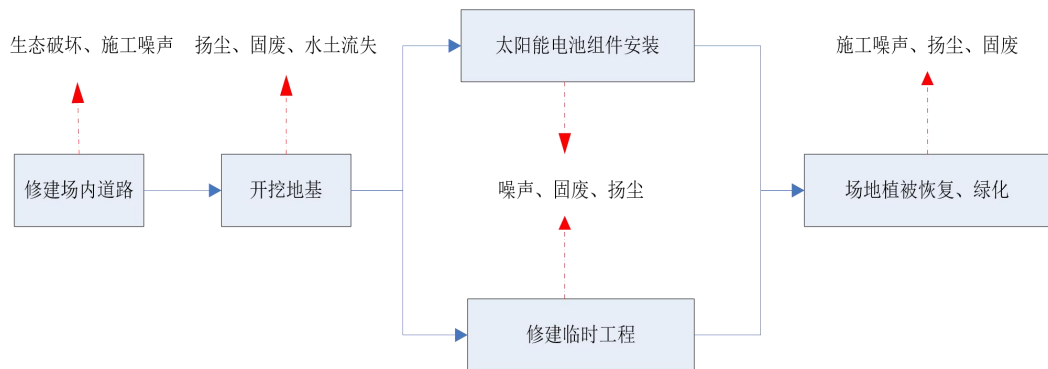 生态破坏、施工噪声
扬尘、固废、水土流失
太阳能电池组件安装
施工噪声、扬尘、固废
修建场内道路
开挖地基
噪声、固废、扬尘
场地植被恢复、绿化
修建临时工程